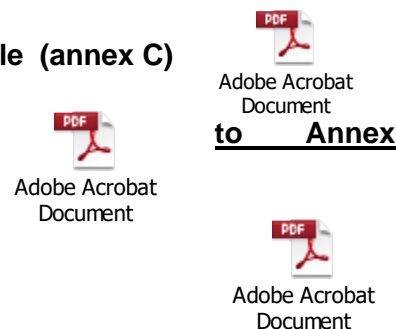 PDF
le (annex C)
Adobe Acrobat
Document
to Annex
PDF
Adobe Acrobat
Document
PDF
Adobe Acrobat
Document